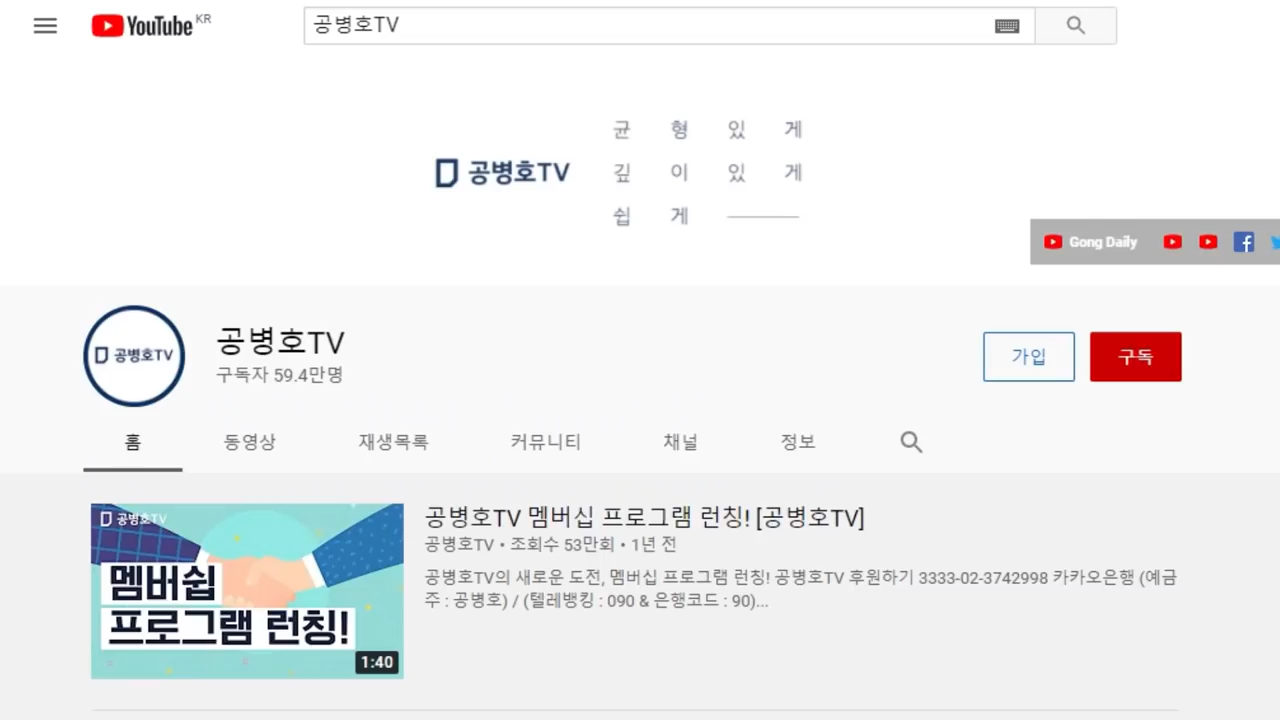 YouTube KR
공병호TV
균 형 있 게
공병호TV
깊 이 있 게
쉽 게
Gong Daily
공병호TV
공병호TV
구독자 59.4만명
가입
구독
홈 동영상 재생목록 커뮤니티 채널 정보
공병호TV
멤버쉽
프로그램 런칭!
1:40
공병호TV 멤버십 프로그램 런칭! [공병호TV]
공병호TV • 조회수 53만회 • 1년 전
공병호TV의 새로운 도전, 멤버십 프로그램 런칭! 공병호TV 후원하기 3333-02-3742998 카카오은행 (예금
주 : 공병호) / (텔레뱅킹 : 090 & 은행코드 : 90)...